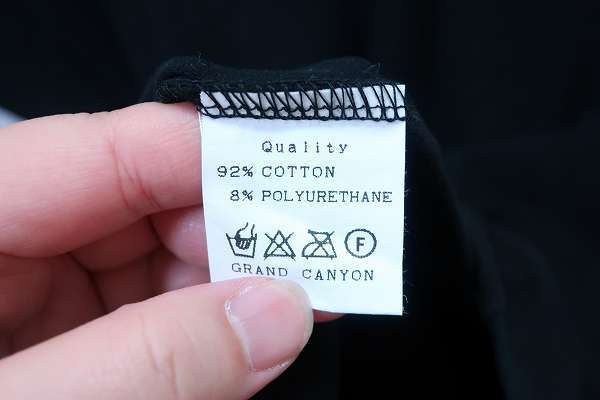 Quality
92% COTTON
8% POLYURETHANE
F
GRAND CANYON